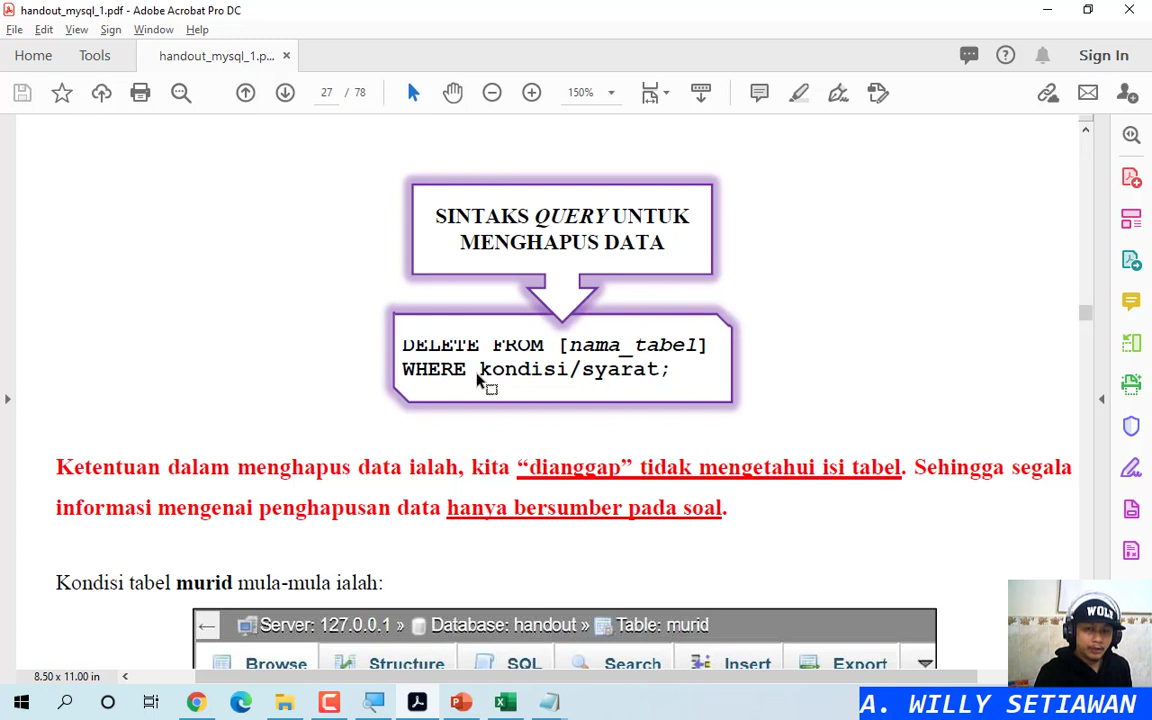 handout_mysql_1.pdf - Adobe Acrobat Pro DC
File Edit View Sign Window Help
Home Tools handout_mysql_1.p... × Sign In
27 / 78 150%
SINTAKS QUERY UNTUK
MENGHAPUS DATA
DELETE FROM [nama_tabel]
WHERE kondisi/syarat;
Ketentuan dalam menghapus data ialah, kita “dianggap” tidak mengetahui isi tabel. Sehingga segala
informasi mengenai penghapusan data hanya bersumber pada soal.
Kondisi tabel murid mula-mula ialah:
Server: 127.0.0.1 » Database: handout » Table: murid
Browse Structure SQL Search Insert Export
WOLV
8.50 x 11.00 in
A. WILLY SETIAWAN